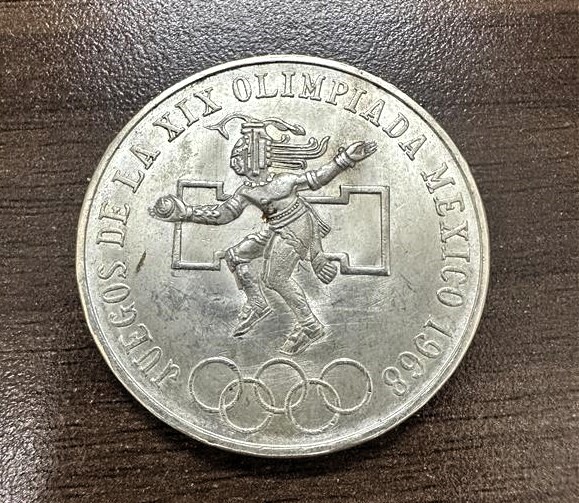 JUEGOS DE LA XIX OLIMPIADA MEXICO 1968